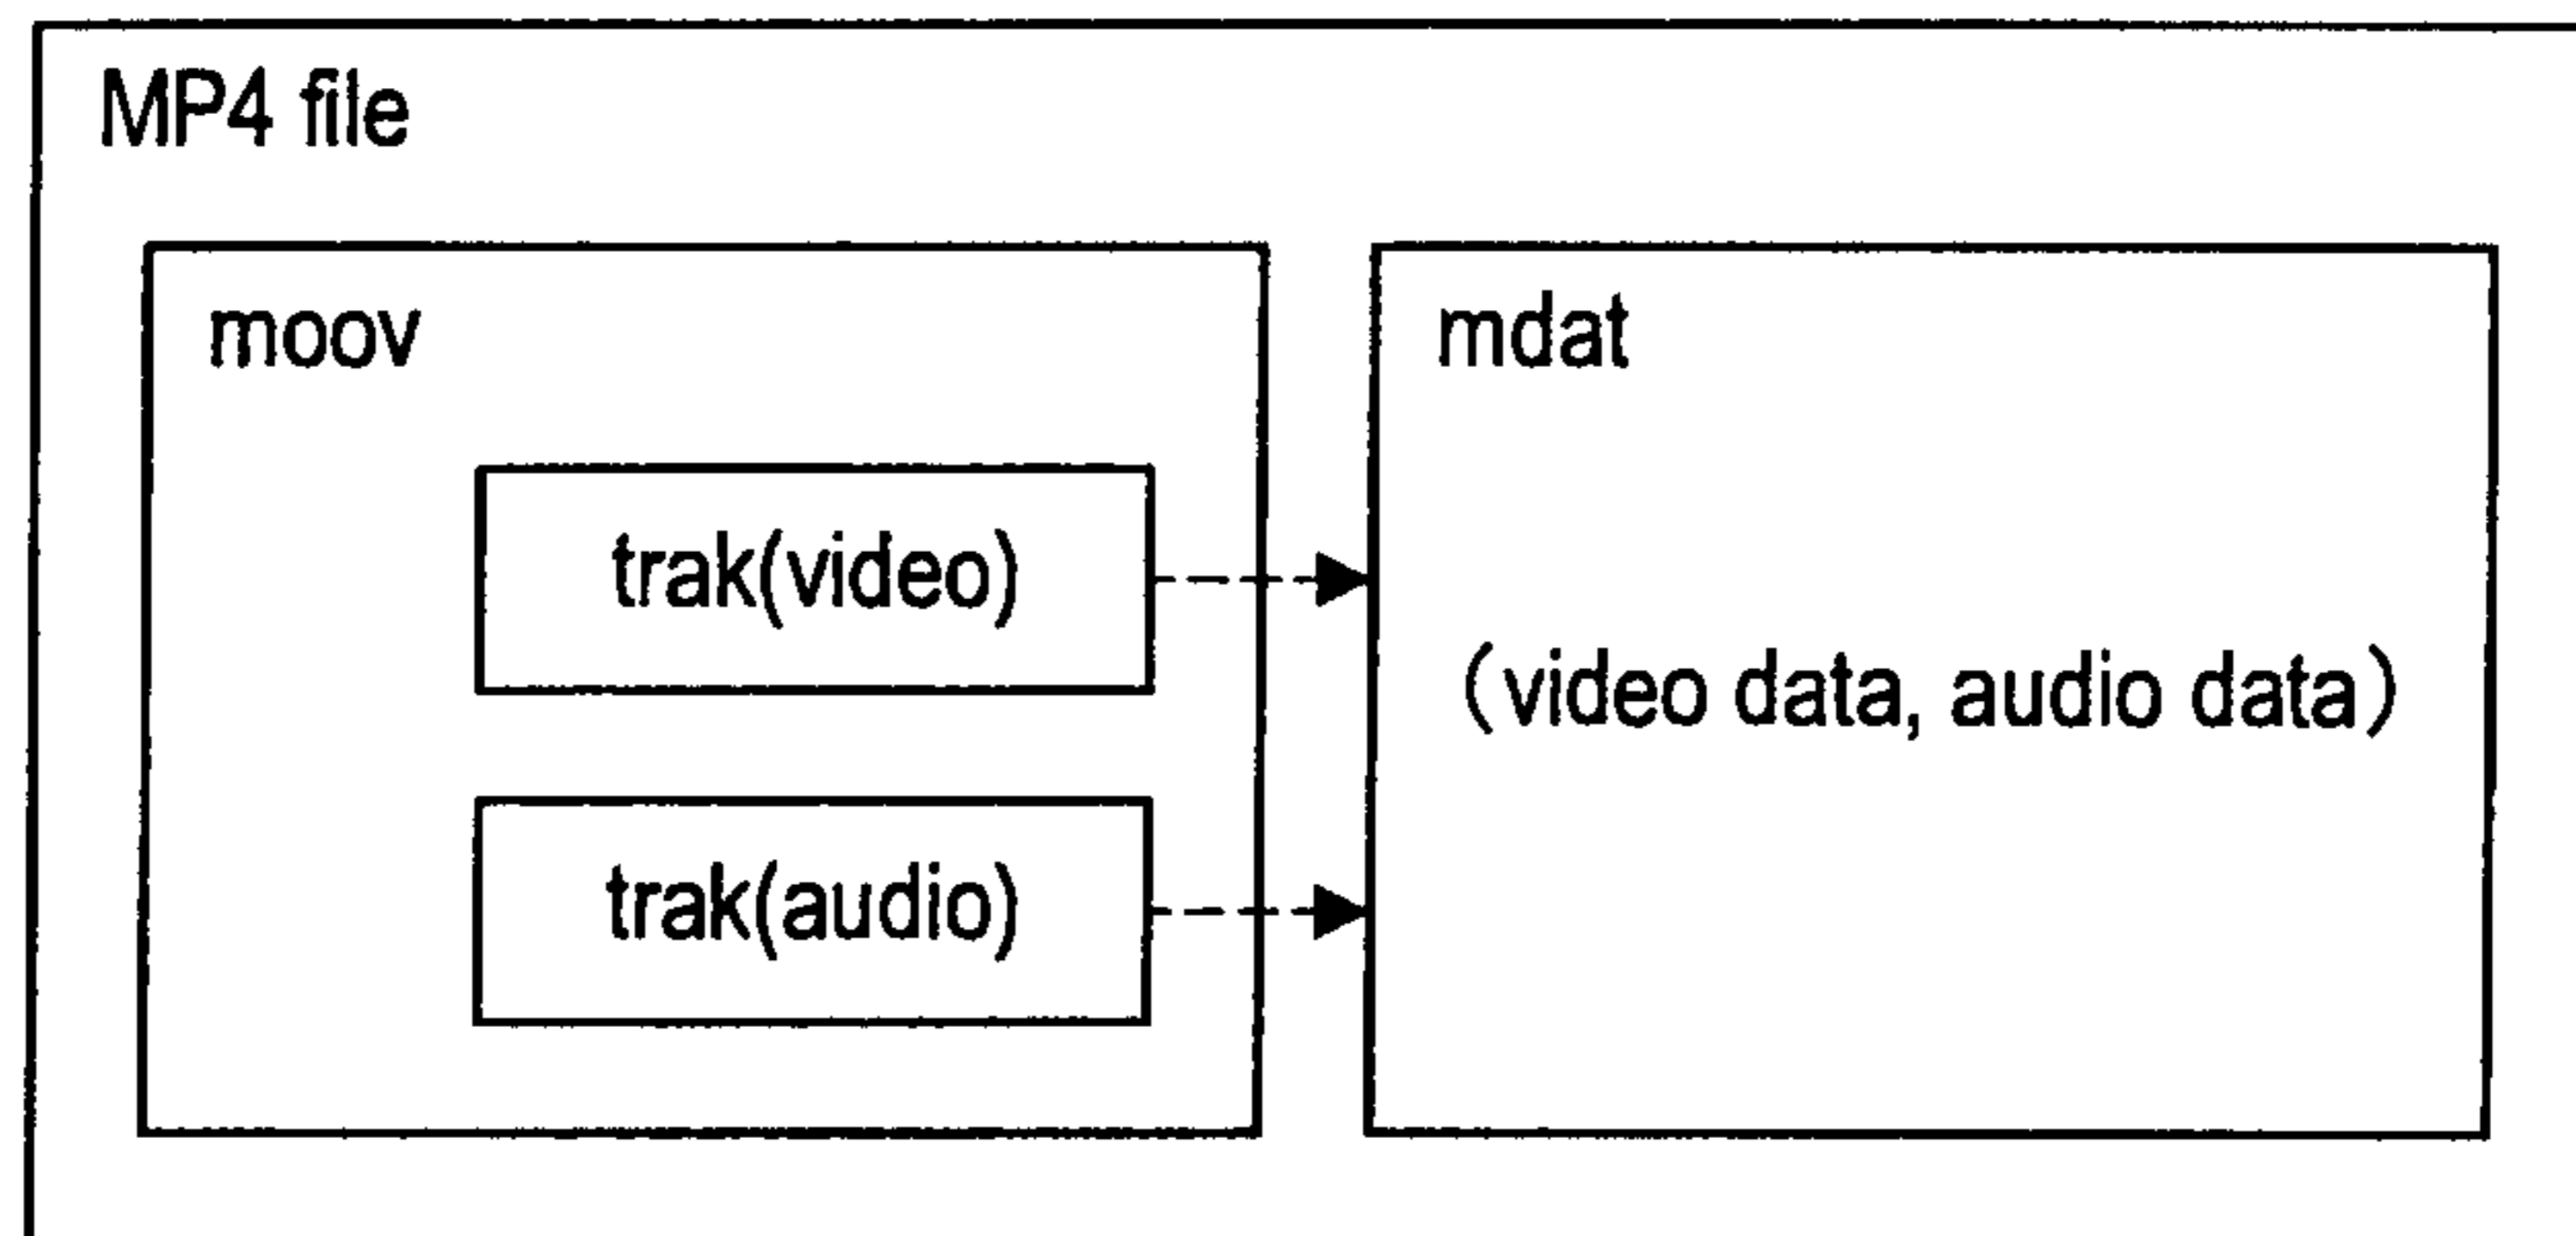 MP4 file
moov
mdat
trak(video)
(video data, audio data)
trak(audio)